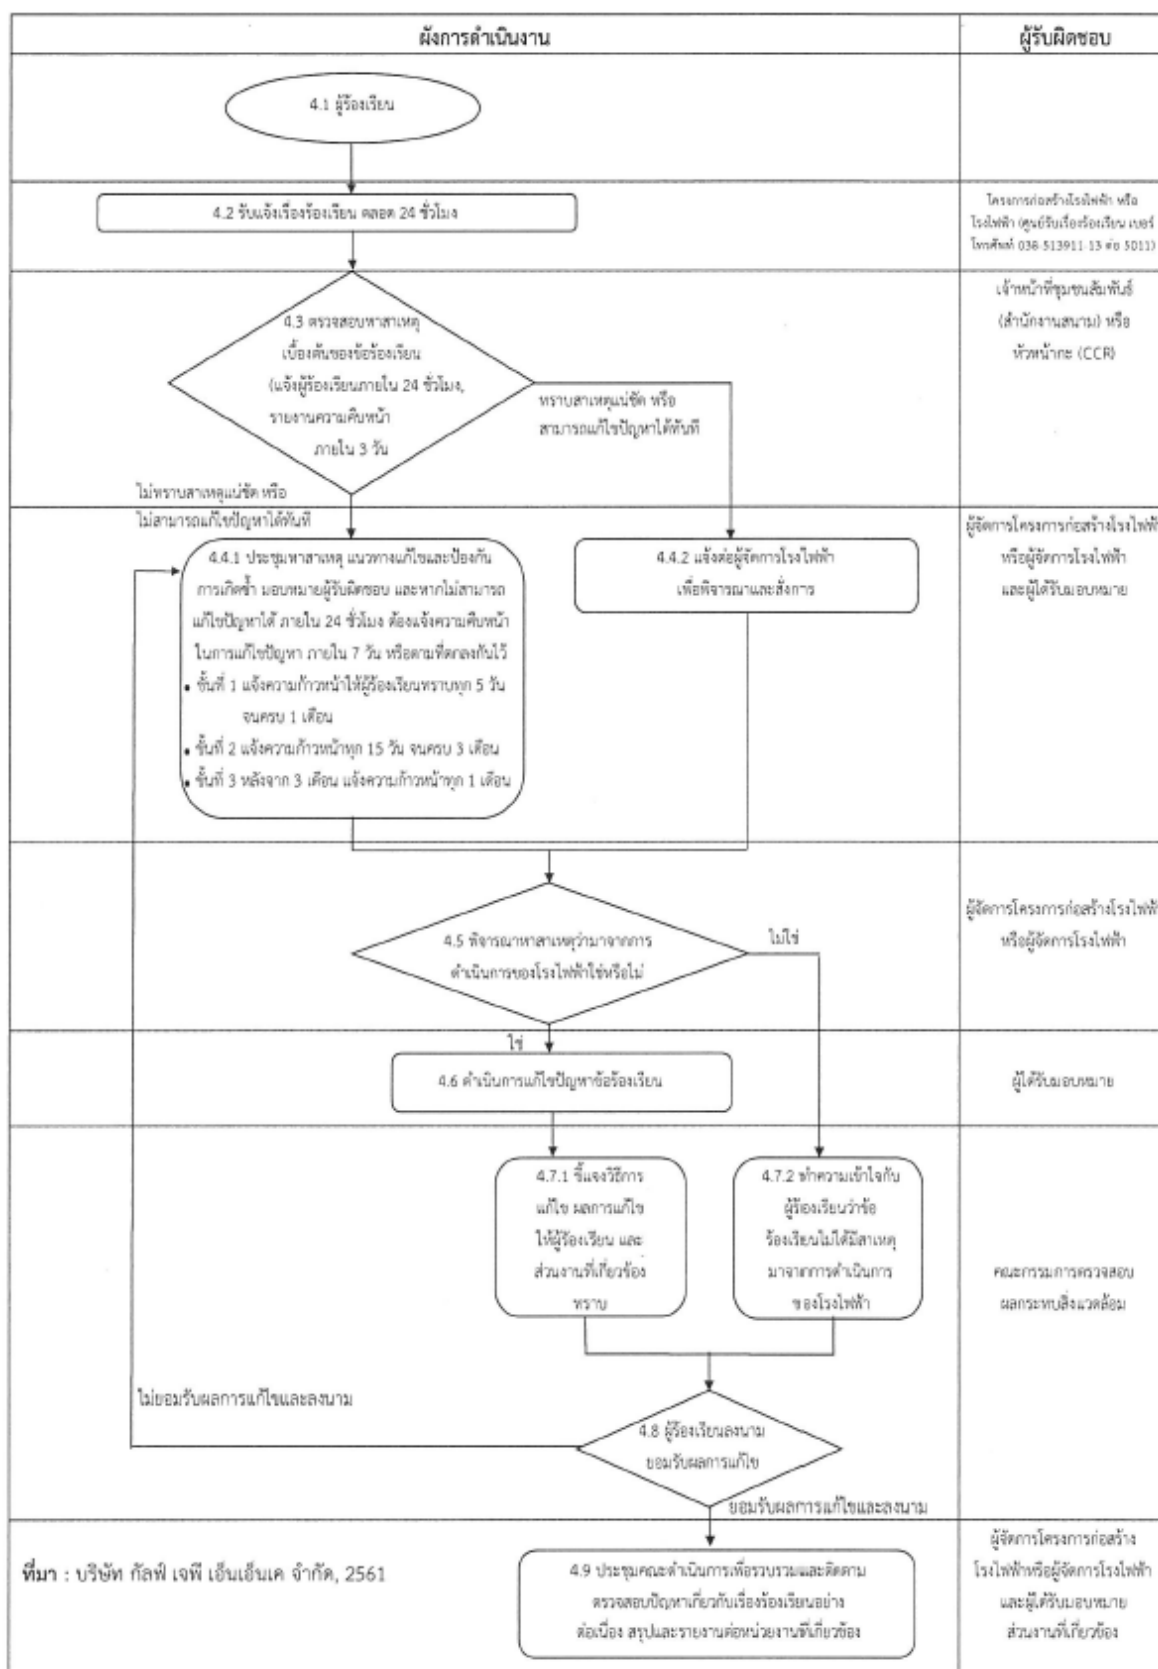 ผังการดำเนินงาน
ผู้รับผิดชอบ
4.1 ผู้ร้องเรียน
4.2 รับแจ้งเรื่องร้องเรียน ตลอด 24 ชั่วโมง
โครงการก่อสร้างโรงไฟฟ้า หรือ
โรงไฟฟ้า (ศูนย์รับเรื่องร้องเรียน เบอร์
โทรศัพท์ 038-513911-13 ต่อ 5011)
4.3 ตรวจสอบหาสาเหตุ
เบื้องต้นของข้อร้องเรียน
(แจ้งผู้ร้องเรียนภายใน 24 ชั่วโมง,
รายงานความคืบหน้า
ภายใน 3 วัน
เจ้าหน้าที่ชุมชนสัมพันธ์
(สำนักงานสนาม) หรือ
หัวหน้ากะ (CCR)
ทราบสาเหตุแน่ชัด หรือ
สามารถแก้ไขปัญหาได้ทันที
ไม่ทราบสาเหตุแน่ชัด หรือ
ไม่สามารถแก้ไขปัญหาได้ทันที
4.4.1 ประชุมหาสาเหตุ แนวทางแก้ไขและป้องกัน
การเกิดซ้ำ มอบหมายผู้รับผิดชอบ และหากไม่สามารถ
แก้ไขปัญหาได้ ภายใน 24 ชั่วโมง ต้องแจ้งความคืบหน้า
ในการแก้ไขปัญหา ภายใน 7 วัน หรือตามที่ตกลงกันไว้
• ขั้นที่ 1 แจ้งความก้าวหน้าให้ผู้ร้องเรียนทราบทุก 5 วัน
จนครบ 1 เดือน
• ขั้นที่ 2 แจ้งความก้าวหน้าทุก 15 วัน จนครบ 3 เดือน
• ขั้นที่ 3 หลังจาก 3 เดือน แจ้งความก้าวหน้าทุก 1 เดือน
4.4.2 แจ้งต่อผู้จัดการโรงไฟฟ้า
เพื่อพิจารณาและสั่งการ
ผู้จัดการโครงการก่อสร้างโรงไฟฟ้า
หรือผู้จัดการโรงไฟฟ้า
และผู้ได้รับมอบหมาย
4.5 พิจารณาหาสาเหตุว่ามาจากการ
ดำเนินการของโรงไฟฟ้าใช่หรือไม่
ไม่ใช่
ผู้จัดการโครงการก่อสร้างโรงไฟฟ้า
หรือผู้จัดการโรงไฟฟ้า
ใช่
4.6 ดำเนินการแก้ไขปัญหาข้อร้องเรียน
ผู้ได้รับมอบหมาย
4.7.1 ชี้แจงวิธีการ
แก้ไข ผลการแก้ไข
ให้ผู้ร้องเรียน และ
ส่วนงานที่เกี่ยวข้อง
ทราบ
4.7.2 ทำความเข้าใจกับ
ผู้ร้องเรียนว่าข้อ
ร้องเรียนไม่ได้มีสาเหตุ
มาจากการดำเนินการ
ของโรงไฟฟ้า
คณะกรรมการตรวจสอบ
ผลกระทบสิ่งแวดล้อม
ไม่ยอมรับผลการแก้ไขและลงนาม
4.8 ผู้ร้องเรียนลงนาม
ยอมรับผลการแก้ไข
ยอมรับผลการแก้ไขและลงนาม
4.9 ประชุมคณะดำเนินการเพื่อรวบรวมและติดตาม
ตรวจสอบปัญหาเกี่ยวกับเรื่องร้องเรียนอย่าง
ต่อเนื่อง สรุปและรายงานต่อหน่วยงานที่เกี่ยวข้อง
ผู้จัดการโครงการก่อสร้าง
โรงไฟฟ้าหรือผู้จัดการโรงไฟฟ้า
และผู้ได้รับมอบหมาย
ส่วนงานที่เกี่ยวข้อง
ที่มา : บริษัท กัลฟ์ เจพี เอ็นเอ็นเค จำกัด, 2561